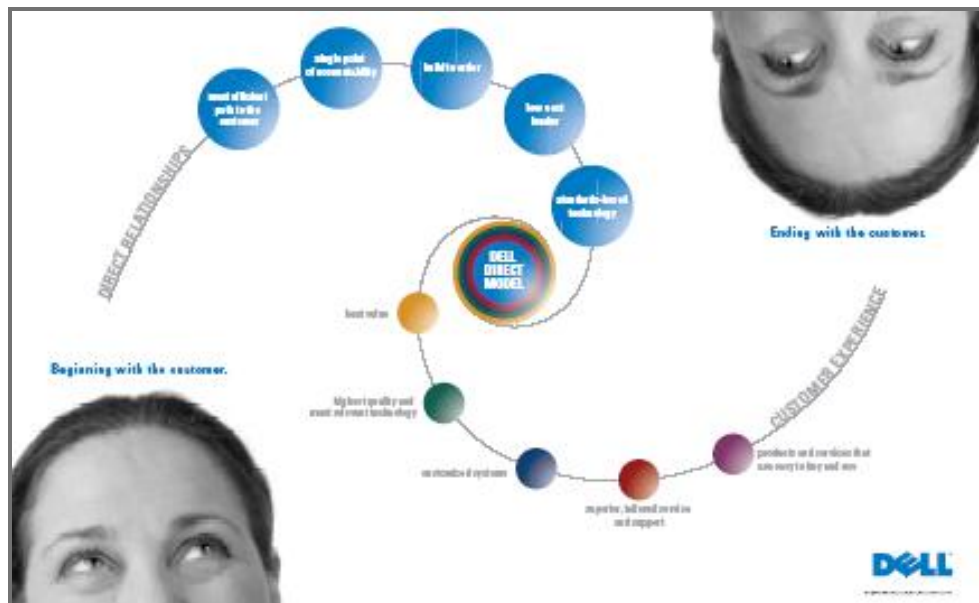 single point
of accountability
build to order
most efficient
path to the
customer
low cost
leader
standards-based
technology
DIRECT RELATIONSHIPS
Ending with the customer.
DELL
DIRECT
MODEL
best value
CUSTOMER EXPERIENCE
Beginning with the customer.
highest quality and
most relevant technology
customized systems
products and services that
are easy to buy and use
superior, tailored service
and support
DELL